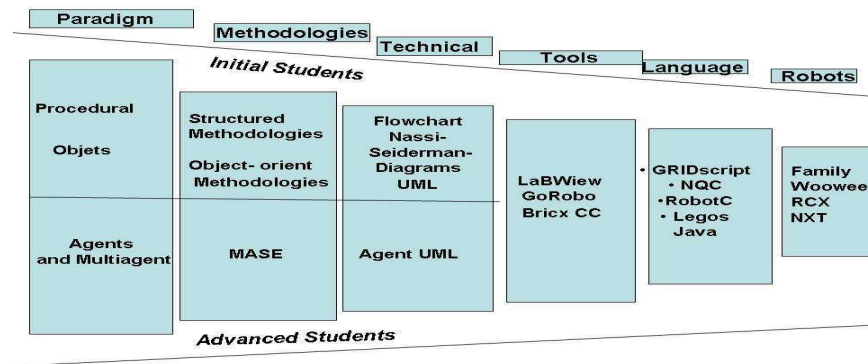 Paradigm
Methodologies
Technical
Tools
Language
Robots
Initial Students
Procedural
Objets
Agents
and Multiagent
Structured
Methodologies
Object- orient
Methodologies
MASE
Flowchart
Nassi-
Seiderman-
Diagrams
UML
Agent UML
LaBWiew
GoRobo
Bricx CC
• GRIDscript
• NQC
•RobotC
• Legos
Java
Family
Woowee
RCX
NXT
Advanced Students